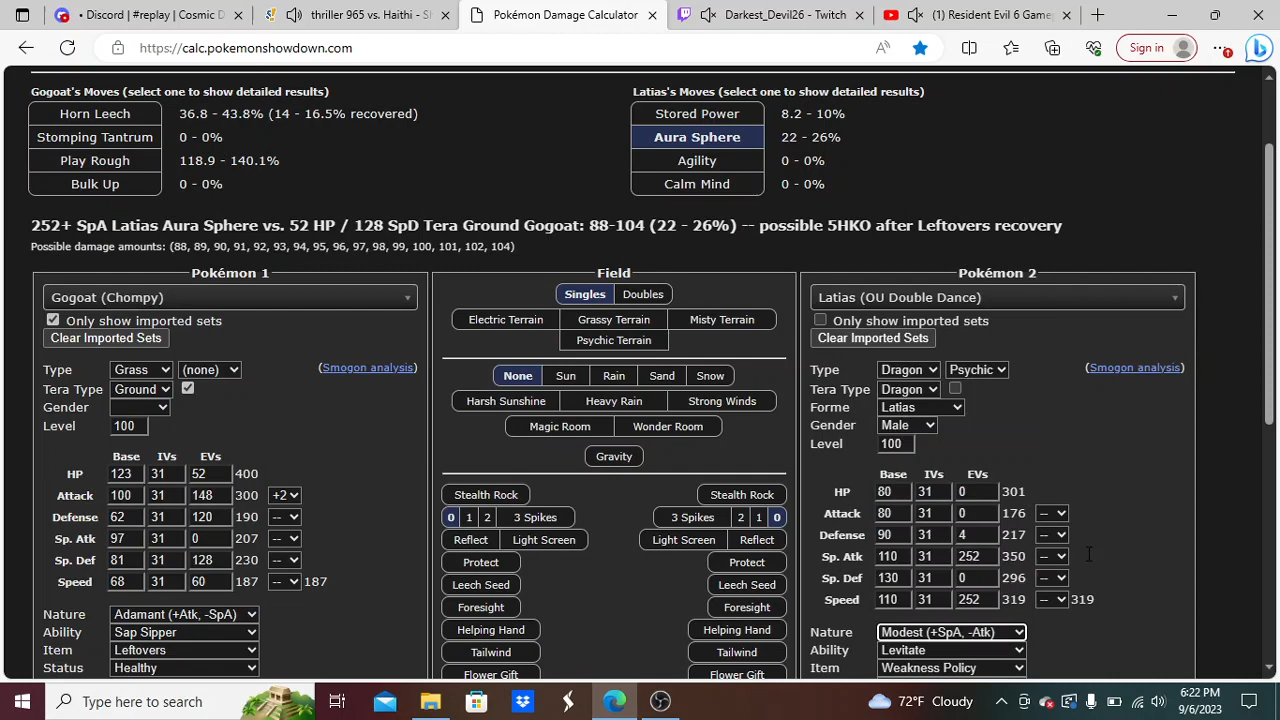 Discord | #replay | Cosmic D
thriller 965 vs. Haithi - S
Pokémon Damage Calculator
Darkest_Devil26 - Twitch
(1) Resident Evil 6 Game
https://calc.pokemonshowdown.com
Sign in
Gogoat's Moves (select one to show detailed results)
Horn Leech 36.8 - 43.8% (14 - 16.5% recovered)
Stomping Tantrum 0 - 0%
Play Rough 118.9 - 140.1%
Bulk Up 0 - 0%
Latias's Moves (select one to show detailed results)
Stored Power 8.2 - 10%
Aura Sphere 22 - 26%
Agility 0 - 0%
Calm Mind 0 - 0%
252+ SpA Latias Aura Sphere vs. 52 HP / 128 SpD Tera Ground Gogoat: 88-104 (22 - 26%) -- possible 5HKO after Leftovers recovery
Possible damage amounts: (88, 89, 90, 91, 92, 93, 94, 95, 96, 97, 98, 99, 100, 101, 102, 104)
Pokémon 1
Gogoat (Chompy)
Only show imported sets
Clear Imported Sets
Type Grass (none) (Smogon analysis)
Tera Type Ground
Gender
Level 100
Base IVs EVs
HP 123 31 52 400
Attack 100 31 148 300 +2
Defense 62 31 120 190 --
Sp. Atk 97 31 0 207 --
Sp. Def 81 31 128 230 --
Speed 68 31 60 187 -- 187
Nature Adamant (+Atk, -SpA)
Ability Sap Sipper
Item Leftovers
Status Healthy
Field
Singles Doubles
Electric Terrain Grassy Terrain Misty Terrain
Psychic Terrain
None Sun Rain Sand Snow
Harsh Sunshine Heavy Rain Strong Winds
Magic Room Wonder Room
Gravity
Stealth Rock Stealth Rock
0 1 2 3 Spikes 3 Spikes 2 1 0
Reflect Light Screen Light Screen Reflect
Protect Protect
Leech Seed Leech Seed
Foresight Foresight
Helping Hand Helping Hand
Tailwind Tailwind
Flower Gift Flower Gift
Pokémon 2
Latias (OU Double Dance)
Only show imported sets
Clear Imported Sets
Type Dragon Psychic (Smogon analysis)
Tera Type Dragon
Forme Latias
Gender Male
Level 100
Base IVs EVs
HP 80 31 0 301
Attack 80 31 0 176 --
Defense 90 31 4 217 --
Sp. Atk 110 31 252 350 --
Sp. Def 130 31 0 296 --
Speed 110 31 252 319 -- 319
Nature Modest (+SpA, -Atk)
Ability Levitate
Item Weakness Policy
Type here to search
72°F Cloudy
6:22 PM
9/6/2023